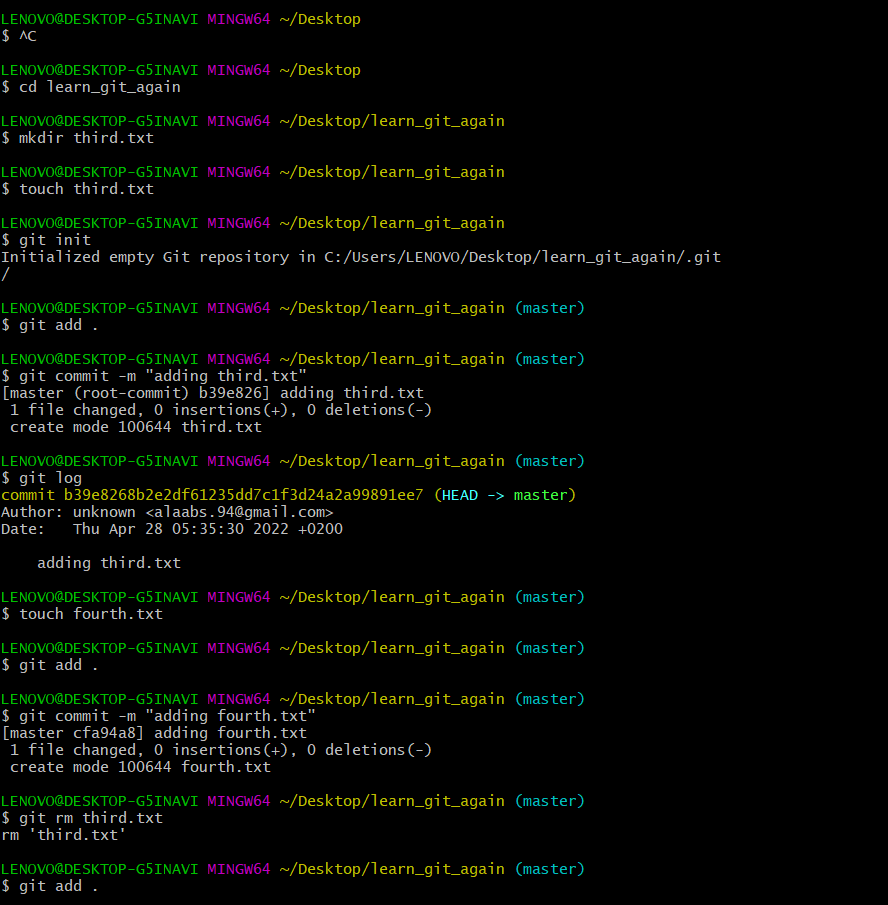 LENOVO@DESKTOP-G5INAVI MINGW64 ~/Desktop
$ ^C
LENOVO@DESKTOP-G5INAVI MINGW64 ~/Desktop
$ cd learn_git_again
LENOVO@DESKTOP-G5INAVI MINGW64 ~/Desktop/learn_git_again
$ mkdir third.txt
LENOVO@DESKTOP-G5INAVI MINGW64 ~/Desktop/learn_git_again
$ touch third.txt
LENOVO@DESKTOP-G5INAVI MINGW64 ~/Desktop/learn_git_again
$ git init
Initialized empty Git repository in C:/Users/LENOVO/Desktop/learn_git_again/.git
/
LENOVO@DESKTOP-G5INAVI MINGW64 ~/Desktop/learn_git_again (master)
$ git add .
LENOVO@DESKTOP-G5INAVI MINGW64 ~/Desktop/learn_git_again (master)
$ git commit -m "adding third.txt"
[master (root-commit) b39e826] adding third.txt
 1 file changed, 0 insertions(+), 0 deletions(-)
 create mode 100644 third.txt
LENOVO@DESKTOP-G5INAVI MINGW64 ~/Desktop/learn_git_again (master)
$ git log
commit b39e8268b2e2df61235dd7c1f3d24a2a99891ee7 (HEAD -> master)
Author: unknown <alaabs.94@gmail.com>
Date:   Thu Apr 28 05:35:30 2022 +0200
    adding third.txt
LENOVO@DESKTOP-G5INAVI MINGW64 ~/Desktop/learn_git_again (master)
$ touch fourth.txt
LENOVO@DESKTOP-G5INAVI MINGW64 ~/Desktop/learn_git_again (master)
$ git add .
LENOVO@DESKTOP-G5INAVI MINGW64 ~/Desktop/learn_git_again (master)
$ git commit -m "adding fourth.txt"
[master cfa94a8] adding fourth.txt
 1 file changed, 0 insertions(+), 0 deletions(-)
 create mode 100644 fourth.txt
LENOVO@DESKTOP-G5INAVI MINGW64 ~/Desktop/learn_git_again (master)
$ git rm third.txt
rm 'third.txt'
LENOVO@DESKTOP-G5INAVI MINGW64 ~/Desktop/learn_git_again (master)
$ git add .